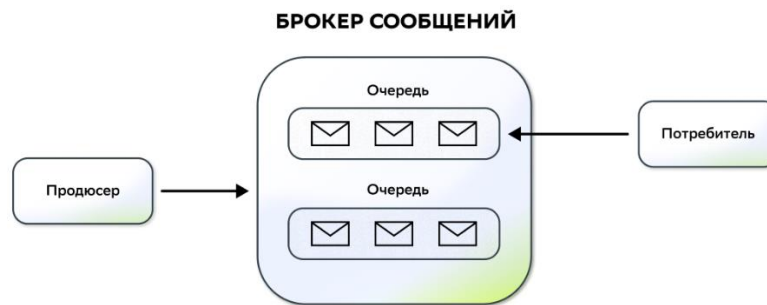 БРОКЕР СООБЩЕНИЙ
Очередь
Потребитель
Продюсер
Очередь